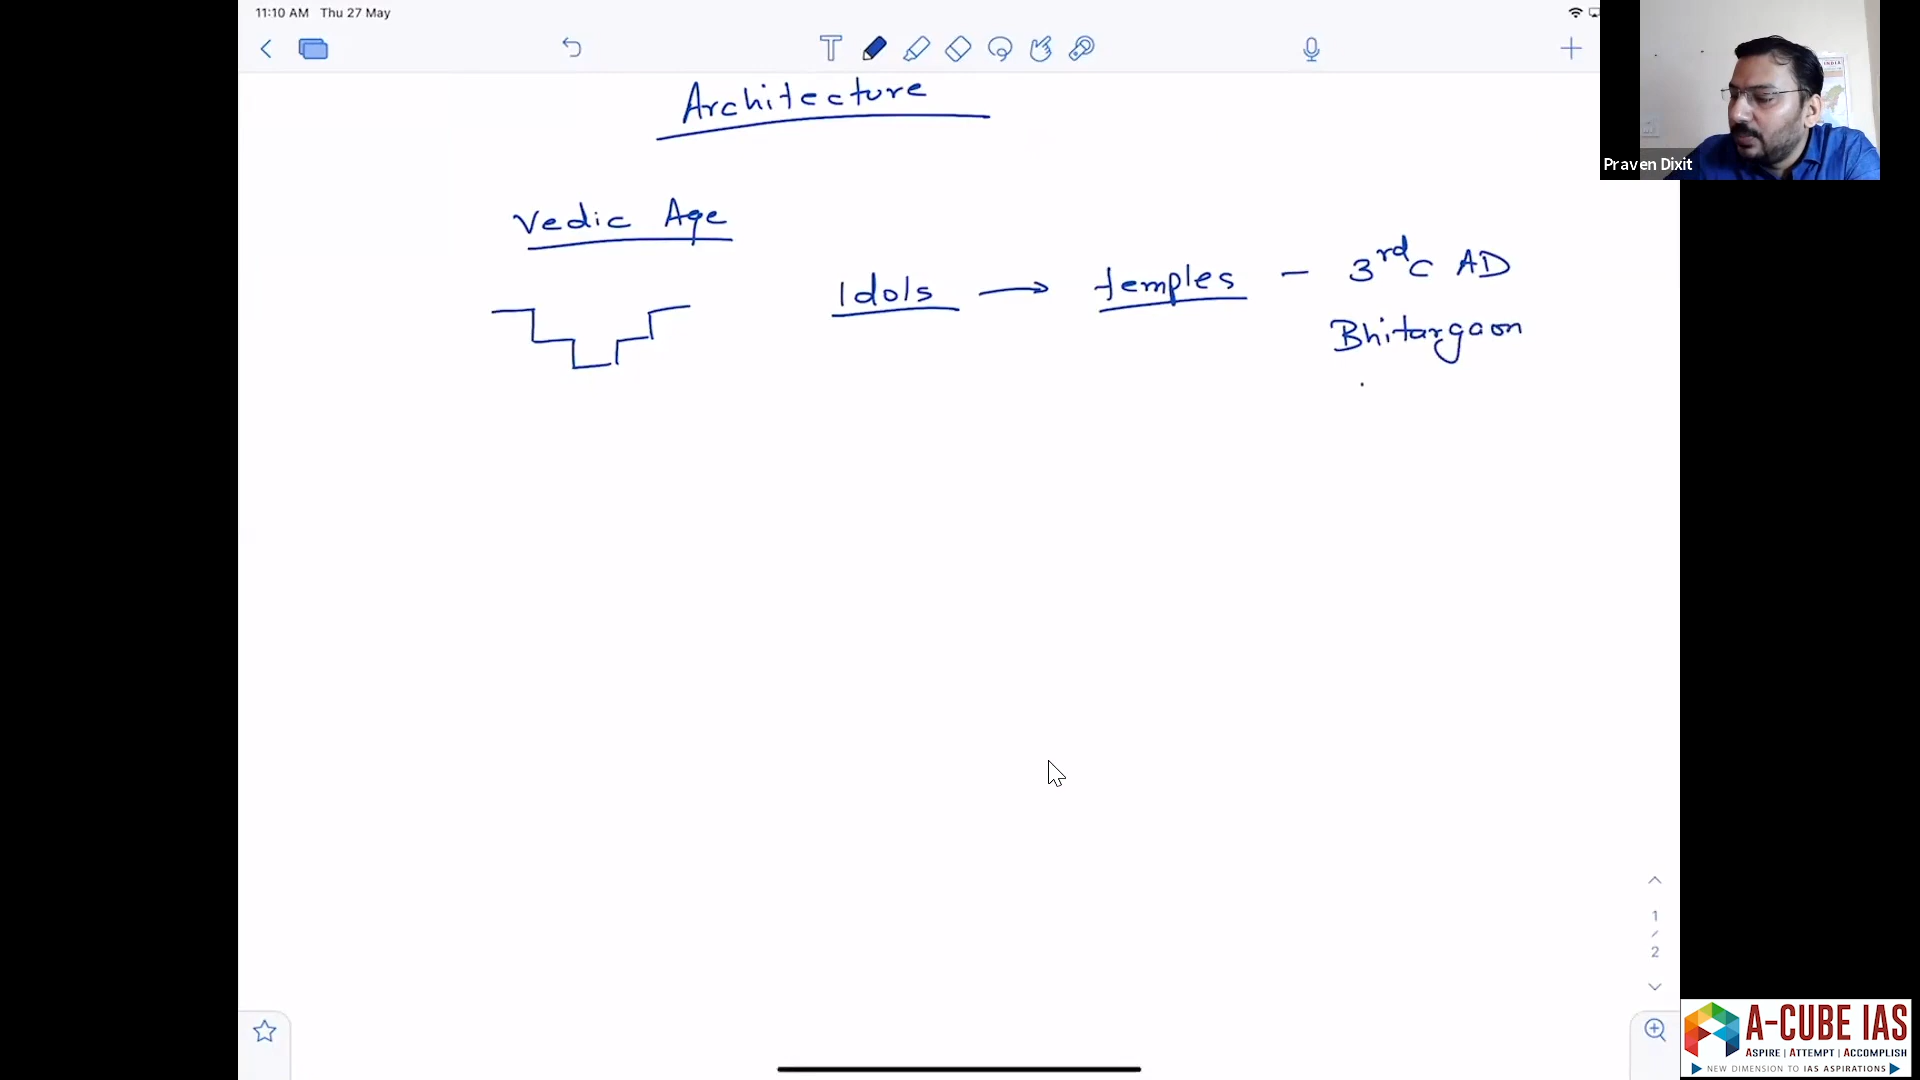 11:10 AM Thu 27 May
Architecture
Praven Dixit
Vedic Age
Idols → temples – 3rd C AD
Bhitargaon
1
/
2
A-CUBE IAS
ASPIRE | ATTEMPT | ACCOMPLISH
NEW DIMENSION TO IAS ASPIRATIONS